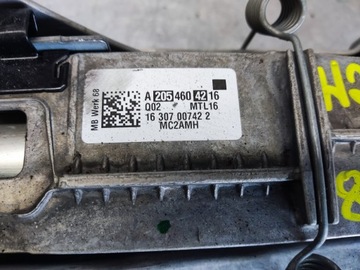 MB Werk 68
A 205 460 42 16
Q02 MTL16
16 307 00742 2
MC2AMH